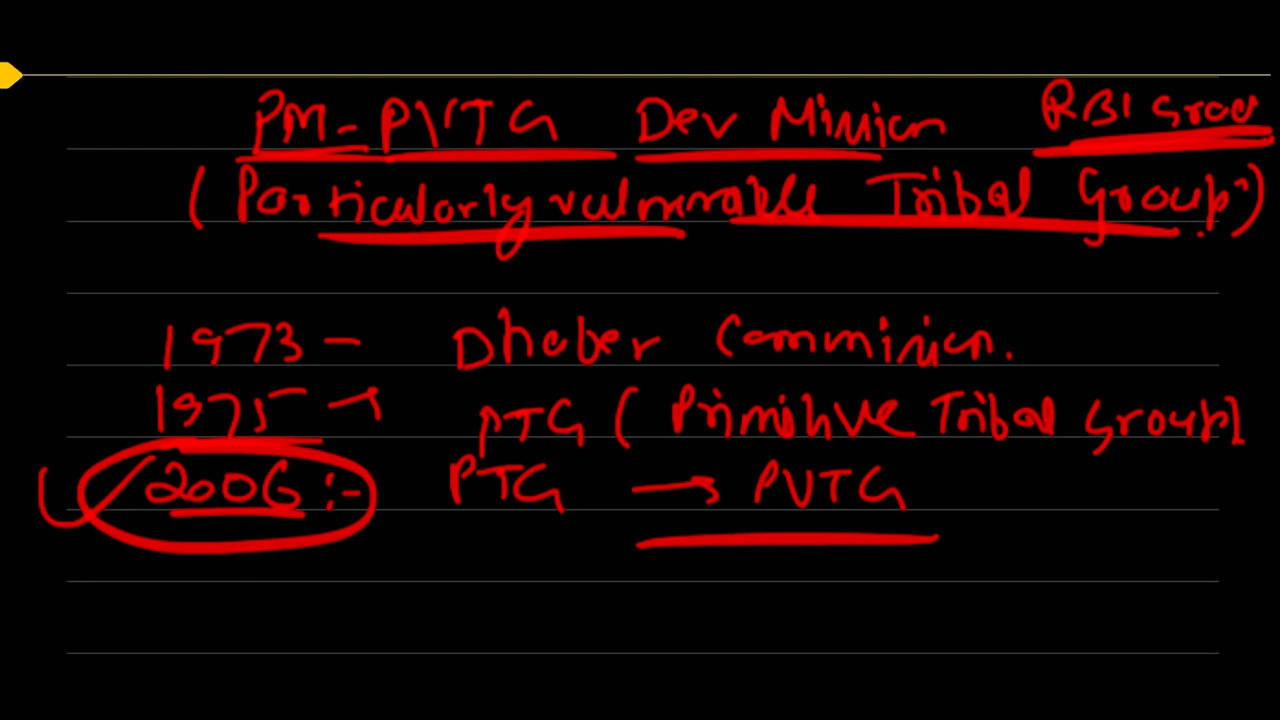 PM-PVTG Dev Mission RBI Grade
(Particularly vulnerable Tribal Group)
1973 - Dhebar Commission.
1975 → PTG (Primitive Tribal Group)
2006 :- PTG → PVTG